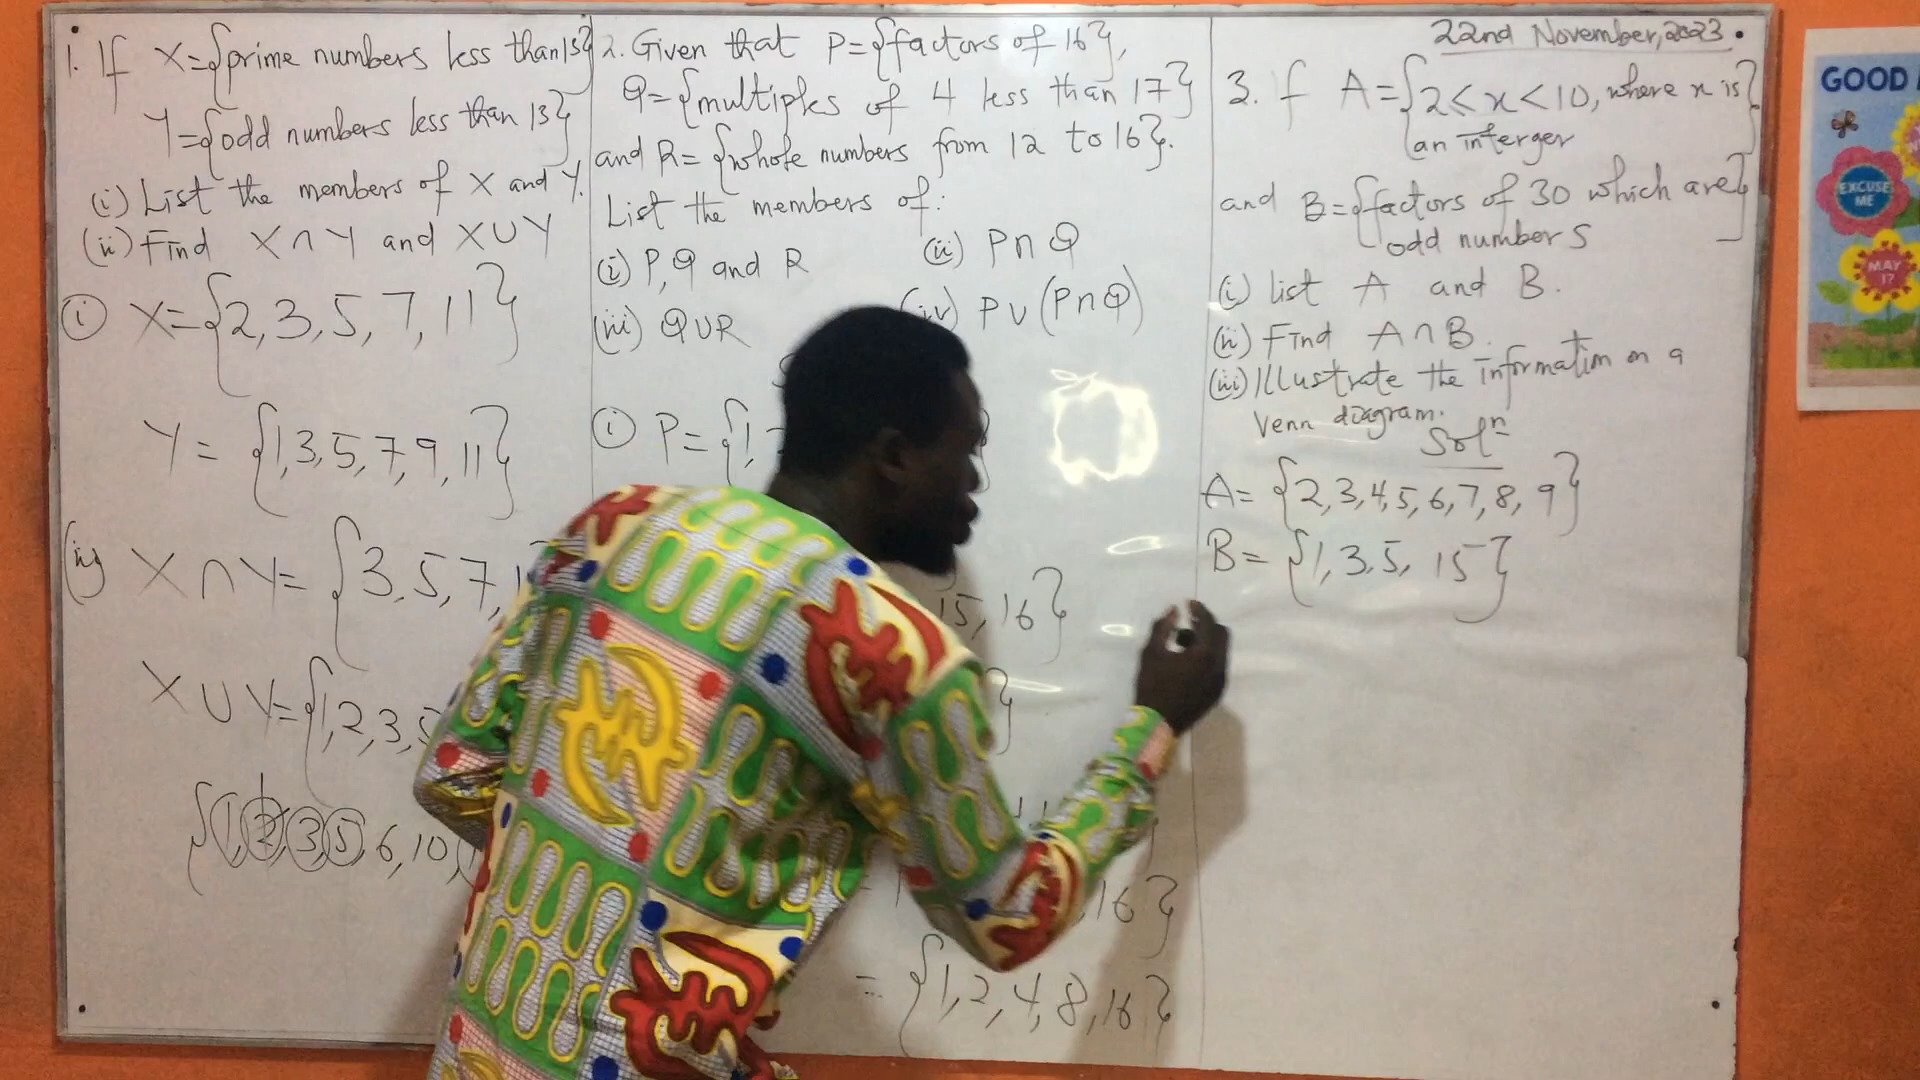 1. If X={prime numbers less than 13}
Y={odd numbers less than 13}
(i) List the members of X and Y.
(ii) Find X∩Y and X∪Y
(i) X={2,3,5,7,11}
Y={1,3,5,7,9,11}
(ii) X∩Y={3,5,7,
X∪Y={1,2,3,5
{1,2,3,5,6,10,
2. Given that P={factors of 16},
Q={multiples of 4 less than 17}
and R={whole numbers from 12 to 16}.
List the members of:
(i) P,Q and R
(ii) P∩Q
(iii) Q∪R
(iv) P∪(P∩Q)
(i) P={1,
15,16}
,16}
={1,2,4,8,16}
22nd November,2023.
3. If A={2<x<10, where x is}
an interger
and B={factors of 30 which are}
odd numbers
(i) list A and B.
(ii) Find A∩B.
(iii) Illustrate the information on a
Venn diagram.
Solⁿ
A={2,3,4,5,6,7,8,9}
B={1,3,5,15}
GOOD
EXCUSE
ME
MAY
I?